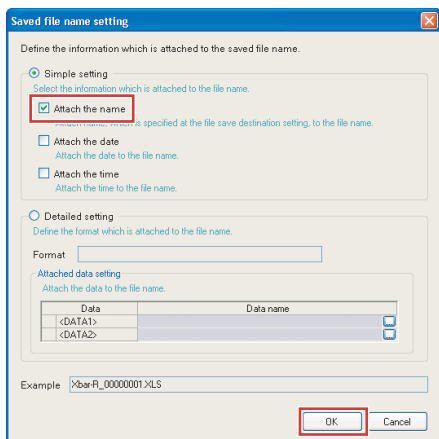 Saved file name setting
Define the information which is attached to the saved file name.
Simple setting
Select the information which is attached to the file name.
Attach the name
Attach name, which is specified at the file save destination setting, to the file name.
Attach the date
Attach the date to the file name.
Attach the time
Attach the time to the file name.
Detailed setting
Define the format which is attached to the file name.
Format
Attached data setting
Attach the data to the file name.
Data Data name
<DATA1> ...
<DATA2> ...
Example Xbar-R_00000001.XLS
OK Cancel